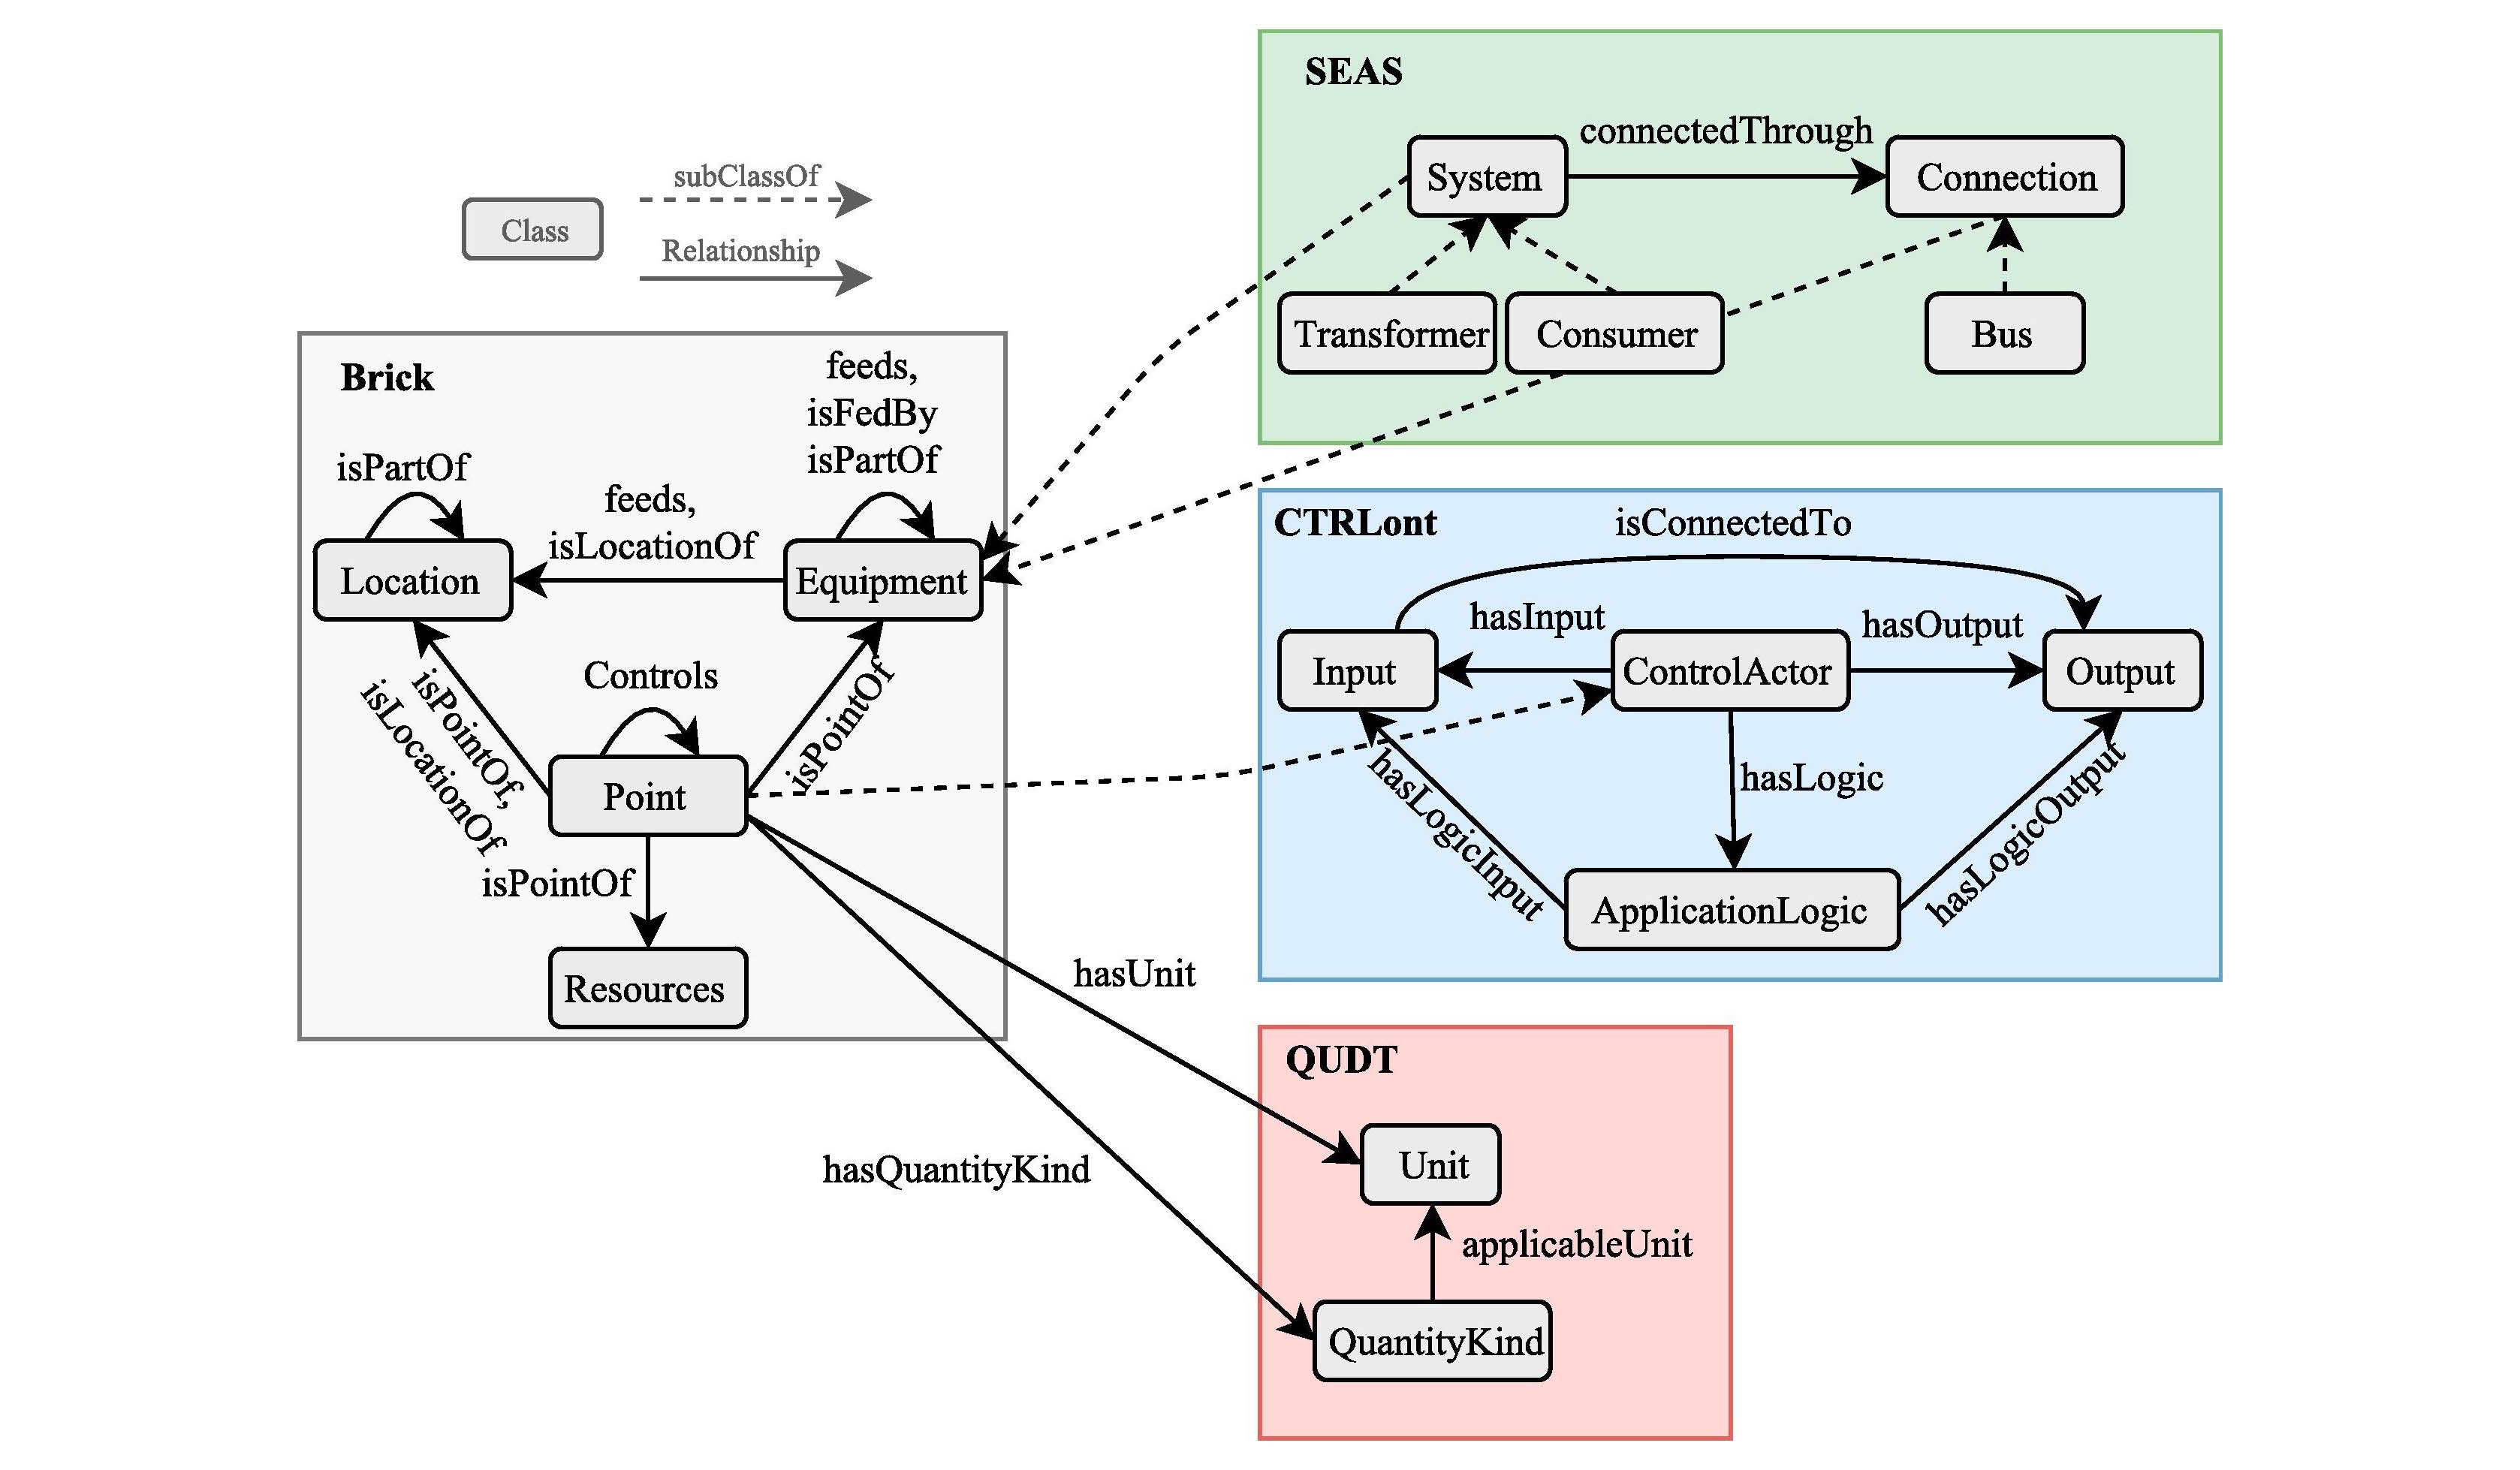 SEAS
connectedThrough
System
Connection
Transformer
Consumer
Bus
subClassOf
Class
Relationship
Brick
feeds,
isFedBy
isPartOf
isPartOf
feeds,
isLocationOf
Location
Equipment
Controls
isPointOf,
isLocationOf
isPointOf
Point
isPointOf
Resources
CTRLont
isConnectedTo
hasInput
hasOutput
Input
ControlActor
Output
hasLogicInput
hasLogic
hasLogicOutput
ApplicationLogic
hasUnit
hasQuantityKind
QUDT
Unit
applicableUnit
QuantityKind